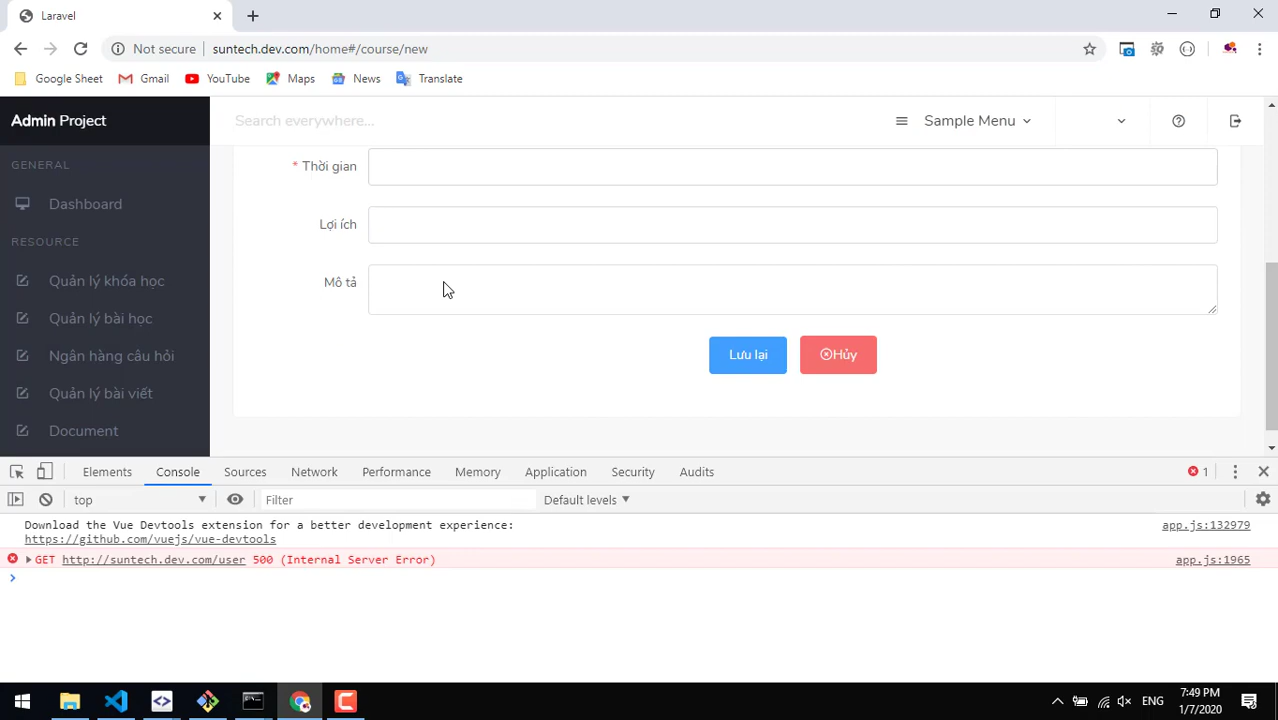 Laravel
Not secure suntech.dev.com/home#/course/new
Google Sheet Gmail YouTube Maps News Translate
Admin Project Search everywhere... Sample Menu
GENERAL
Dashboard
RESOURCE
Quản lý khóa học
Quản lý bài học
Ngân hàng câu hỏi
Quản lý bài viết
Document
* Thời gian
Lợi ích
Mô tả
Lưu lại Hủy
Elements Console Sources Network Performance Memory Application Security Audits 1
top Filter Default levels
Download the Vue Devtools extension for a better development experience: app.js:132979
https://github.com/vuejs/vue-devtools
GET http://suntech.dev.com/user 500 (Internal Server Error) app.js:1965
ENG 7:49 PM
1/7/2020